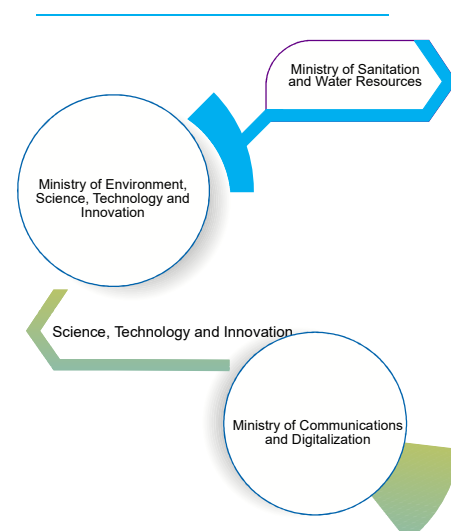 Ministry of Sanitation
and Water Resources
Ministry of Environment,
Science, Technology and
Innovation
Science, Technology and Innovation
Ministry of Communications
and Digitalization